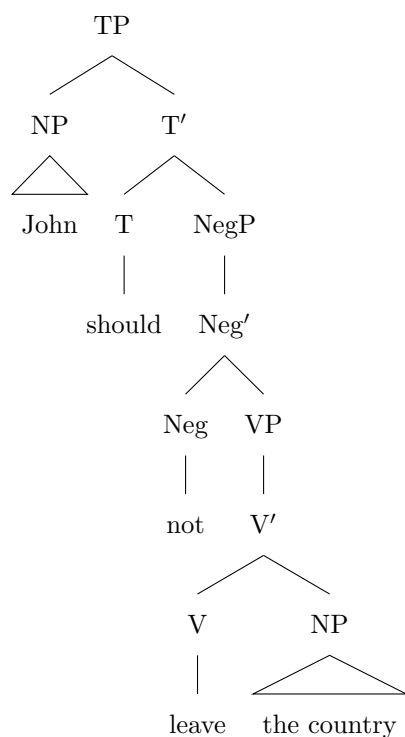 TP
NP T′
John T NegP
should Neg′
Neg VP
not V′
V NP
leave the country